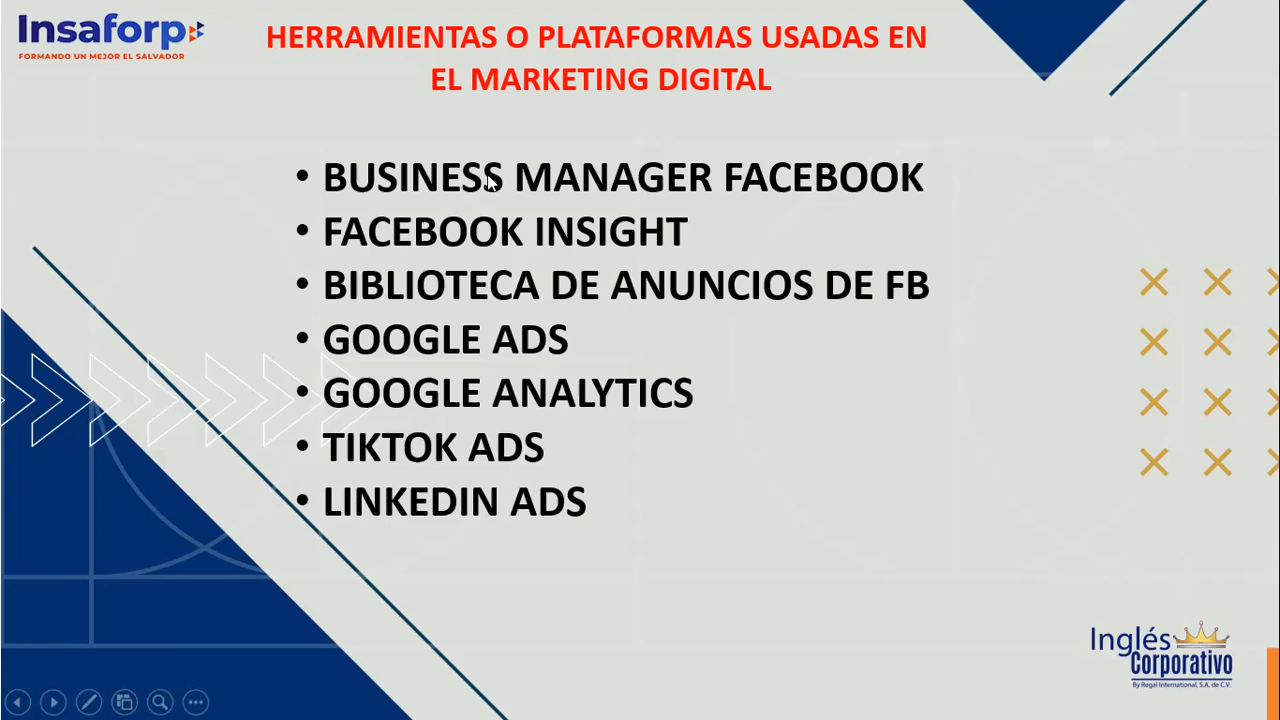 Insaforp
FORMANDO UN MEJOR EL SALVADOR
HERRAMIENTAS O PLATAFORMAS USADAS EN
EL MARKETING DIGITAL
• BUSINESS MANAGER FACEBOOK
• FACEBOOK INSIGHT
• BIBLIOTECA DE ANUNCIOS DE FB
• GOOGLE ADS
• GOOGLE ANALYTICS
• TIKTOK ADS
• LINKEDIN ADS
Inglés
Corporativo
By Regal International, S.A. de C.V.